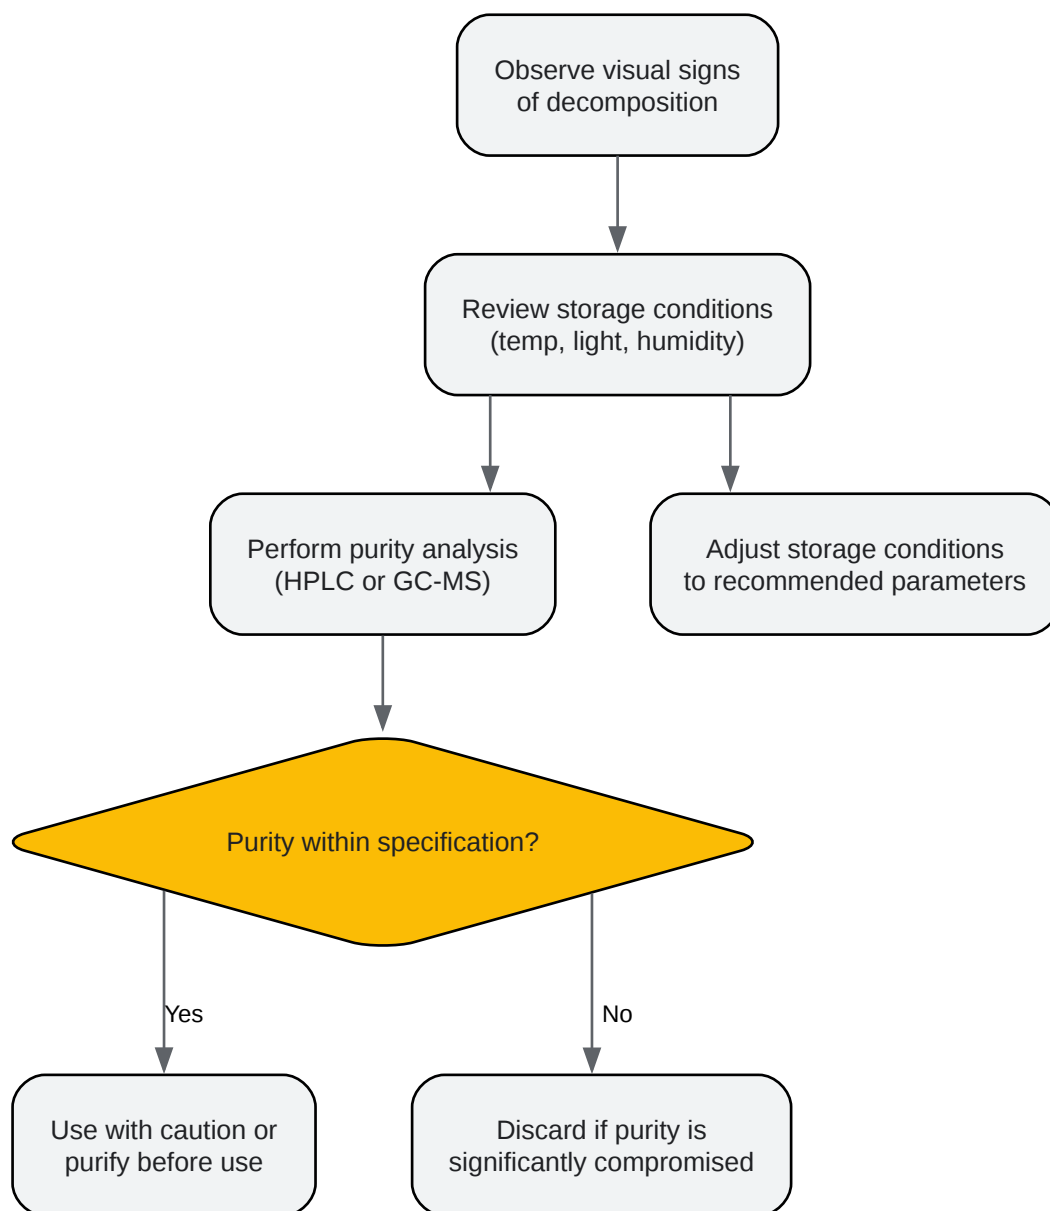 Observe visual signs
of decomposition
Review storage conditions
(temp, light, humidity)
Perform purity analysis
(HPLC or GC-MS)
Adjust storage conditions
to recommended parameters
Purity within specification?
Yes
No
Use with caution or
purify before use
Discard if purity is
significantly compromised